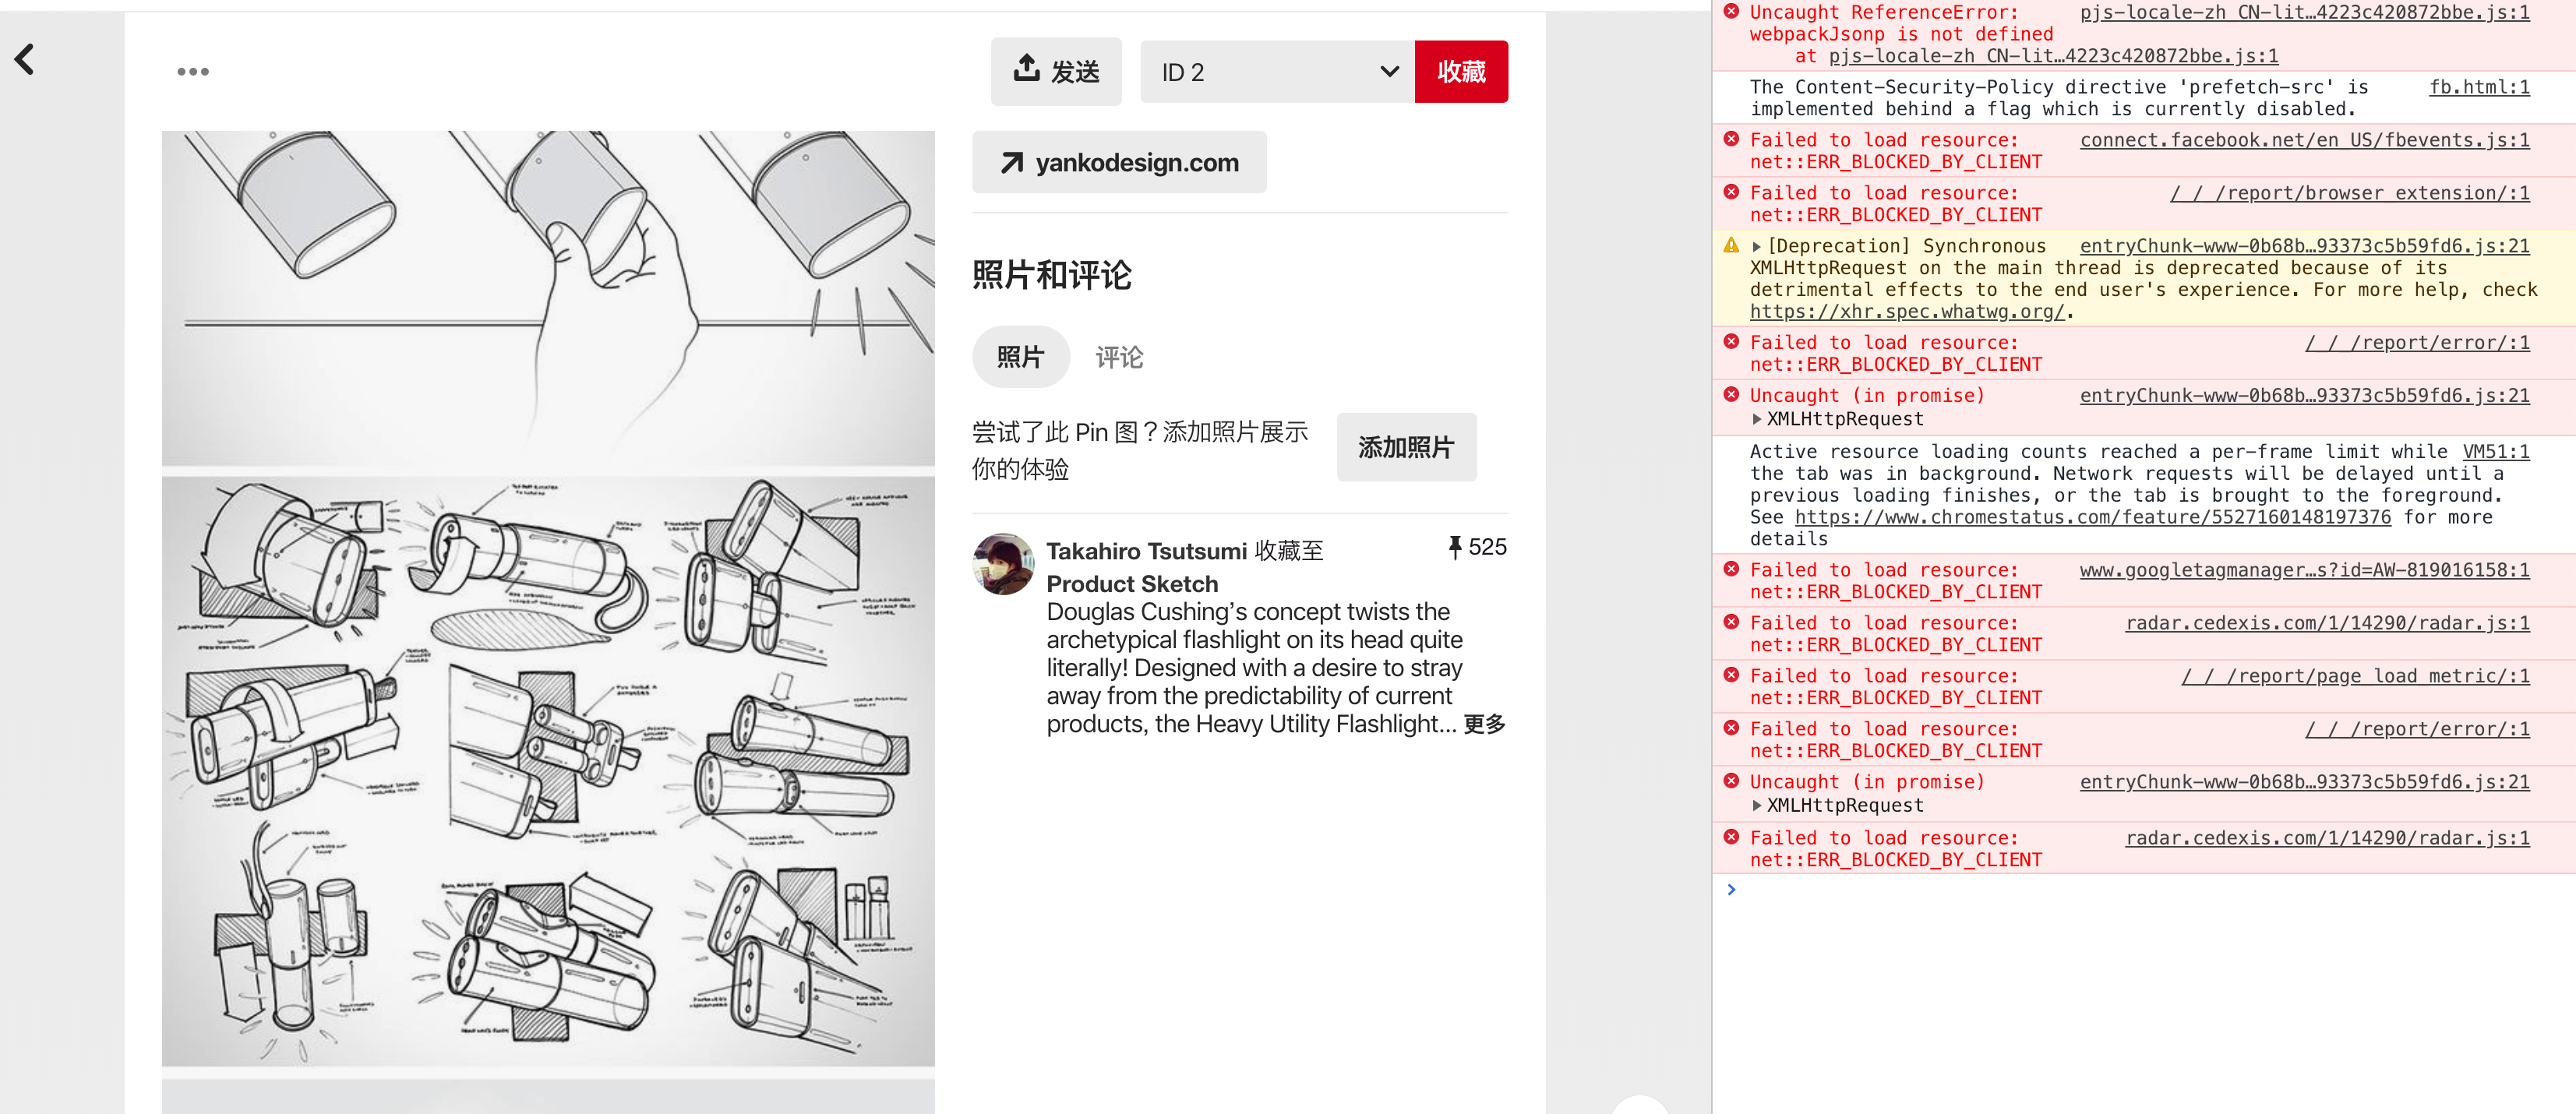 发送
ID 2
收藏
yankodesign.com
照片和评论
照片
评论
尝试了此 Pin 图？添加照片展示
你的体验
添加照片
Takahiro Tsutsumi 收藏至
525
Product Sketch
Douglas Cushing’s concept twists the
archetypical flashlight on its head quite
literally! Designed with a desire to stray
away from the predictability of current
products, the Heavy Utility Flashlight... 更多
Uncaught ReferenceError: pjs-locale-zh_CN-lit…4223c420872bbe.js:1
webpackJsonp is not defined
at pjs-locale-zh_CN-lit…4223c420872bbe.js:1
The Content-Security-Policy directive 'prefetch-src' is fb.html:1
implemented behind a flag which is currently disabled.
Failed to load resource: connect.facebook.net/en_US/fbevents.js:1
net::ERR_BLOCKED_BY_CLIENT
Failed to load resource: /_/_/report/browser_extension/:1
net::ERR_BLOCKED_BY_CLIENT
[Deprecation] Synchronous entryChunk-www-0b68b…93373c5b59fd6.js:21
XMLHttpRequest on the main thread is deprecated because of its
detrimental effects to the end user's experience. For more help, check
https://xhr.spec.whatwg.org/.
Failed to load resource: /_/_/report/error/:1
net::ERR_BLOCKED_BY_CLIENT
Uncaught (in promise) entryChunk-www-0b68b…93373c5b59fd6.js:21
XMLHttpRequest
Active resource loading counts reached a per-frame limit while VM51:1
the tab was in background. Network requests will be delayed until a
previous loading finishes, or the tab is brought to the foreground.
See https://www.chromestatus.com/feature/5527160148197376 for more
details
Failed to load resource: www.googletagmanager…s?id=AW-819016158:1
net::ERR_BLOCKED_BY_CLIENT
Failed to load resource: radar.cedexis.com/1/14290/radar.js:1
net::ERR_BLOCKED_BY_CLIENT
Failed to load resource: /_/_/report/page_load_metric/:1
net::ERR_BLOCKED_BY_CLIENT
Failed to load resource: /_/_/report/error/:1
net::ERR_BLOCKED_BY_CLIENT
Uncaught (in promise) entryChunk-www-0b68b…93373c5b59fd6.js:21
XMLHttpRequest
Failed to load resource: radar.cedexis.com/1/14290/radar.js:1
net::ERR_BLOCKED_BY_CLIENT